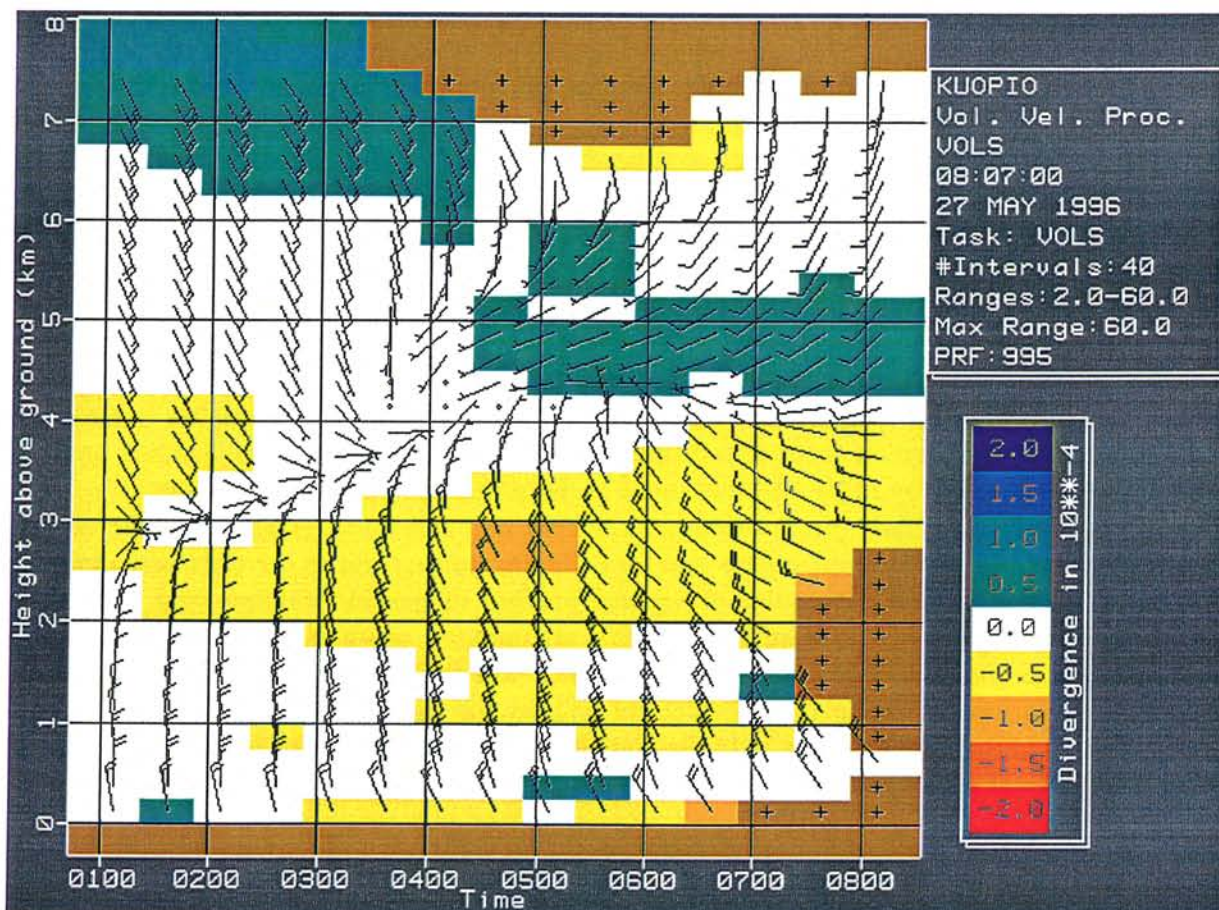 KUOPIO
Vol. Vel. Proc.
VOLS
08:07:00
27 MAY 1996
Task: VOLS
#Intervals:40
Ranges:2.0-60.0
Max Range:60.0
PRF:995
Height above ground (km)
8
7
6
5
4
3
2
1
0
0100 0200 0300 0400 0500 0600 0700 0800
Time
2.0
1.5
1.0
0.5
0.0
-0.5
-1.0
-1.5
-2.0
Divergence in 10**-4